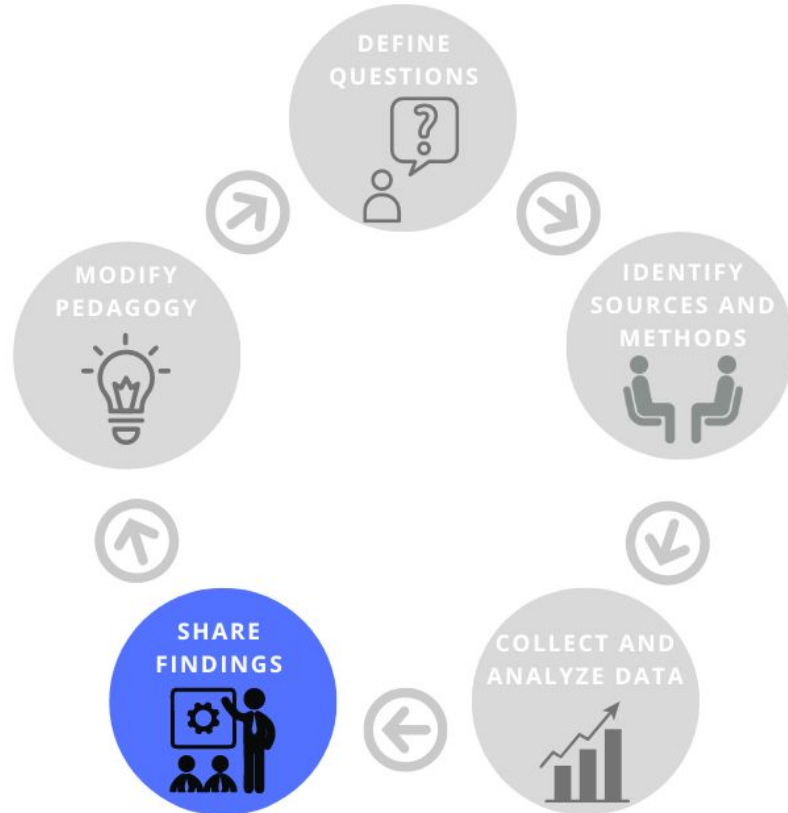 DEFINE
QUESTIONS
IDENTIFY
SOURCES AND
METHODS
COLLECT AND
ANALYZE DATA
SHARE
FINDINGS
MODIFY
PEDAGOGY